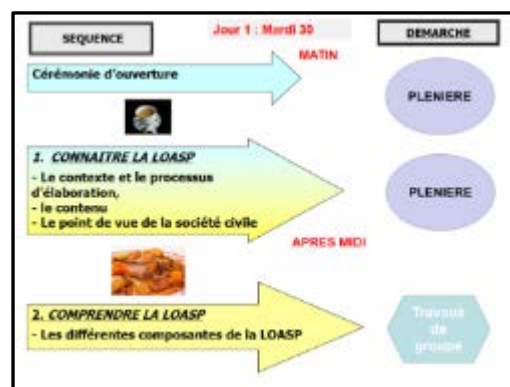 SEQUENCE
Jour 1 : Mardi 30
DEMARCHE
MATIN
Cérémonie d'ouverture
PLENIERE
1. CONNAITRE LA LOASP
- Le contexte et le processus
d'élaboration,
- le contenu
- Le point de vue de la société civile
PLENIERE
APRES MIDI
2. COMPRENDRE LA LOASP
- Les différentes composantes de la LOASP
Travaux
de
groupe